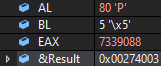 AL 80 'P'
BL 5 '\x5'
EAX 7339088
&Result 0x00274003